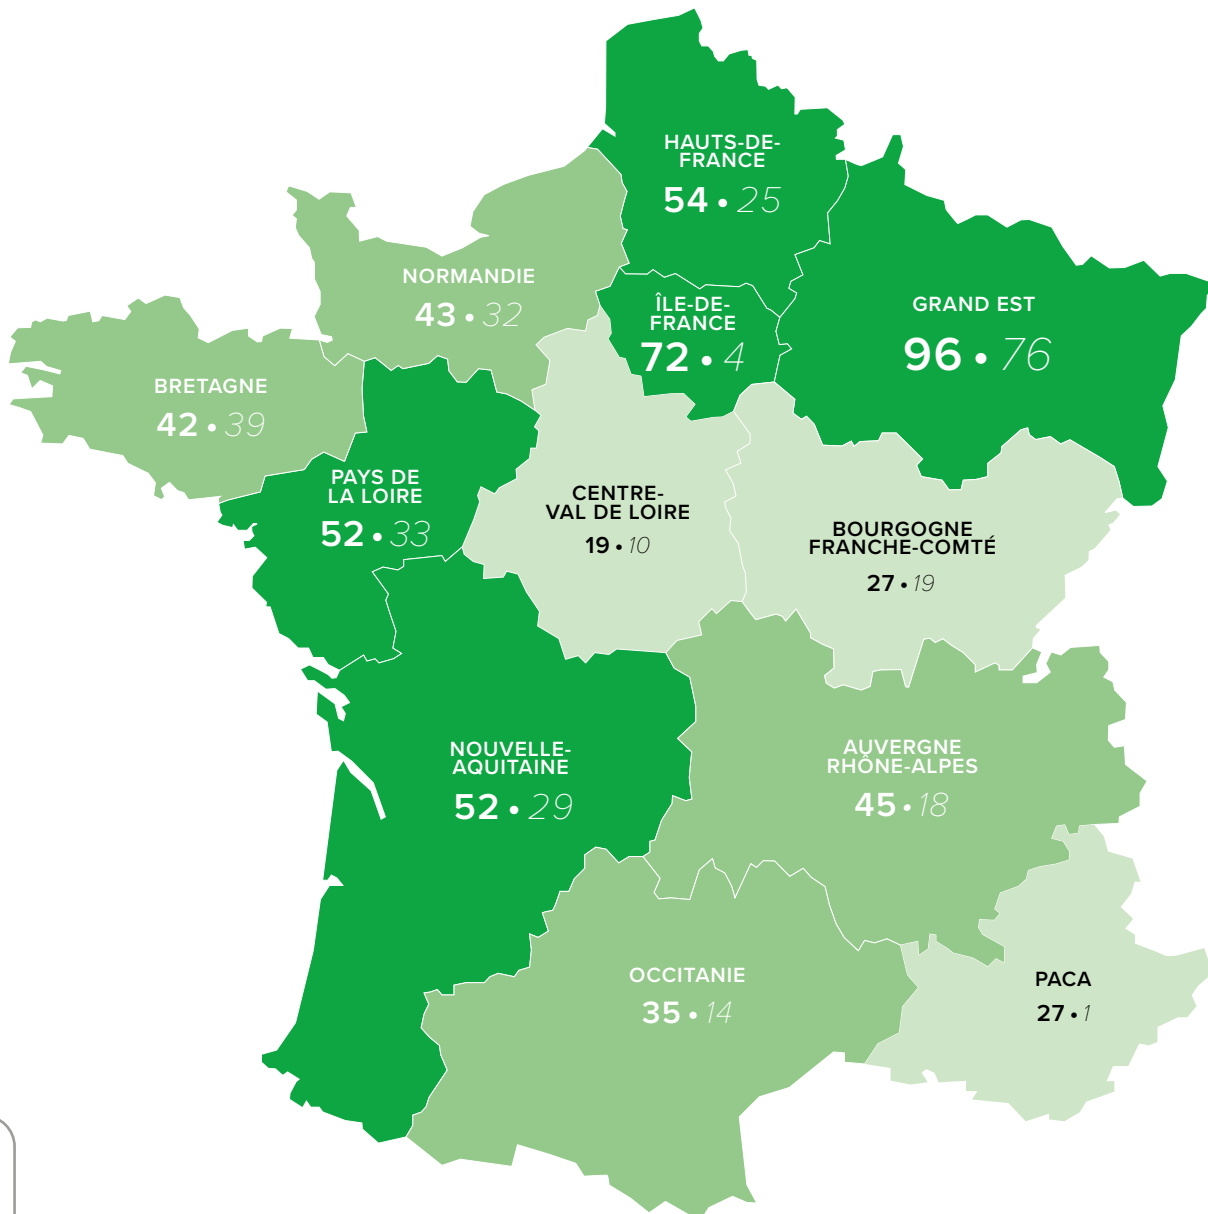 HAUTS-DE-
FRANCE
54 • 25
NORMANDIE
43 • 32
ÎLE-DE-
FRANCE
72 • 4
GRAND EST
96 • 76
BRETAGNE
42 • 39
PAYS DE
LA LOIRE
52 • 33
CENTRE-
VAL DE LOIRE
19 • 10
BOURGOGNE
FRANCHE-COMTÉ
27 • 19
NOUVELLE-
AQUITAINE
52 • 29
AUVERGNE
RHÔNE-ALPES
45 • 18
OCCITANIE
35 • 14
PACA
27 • 1